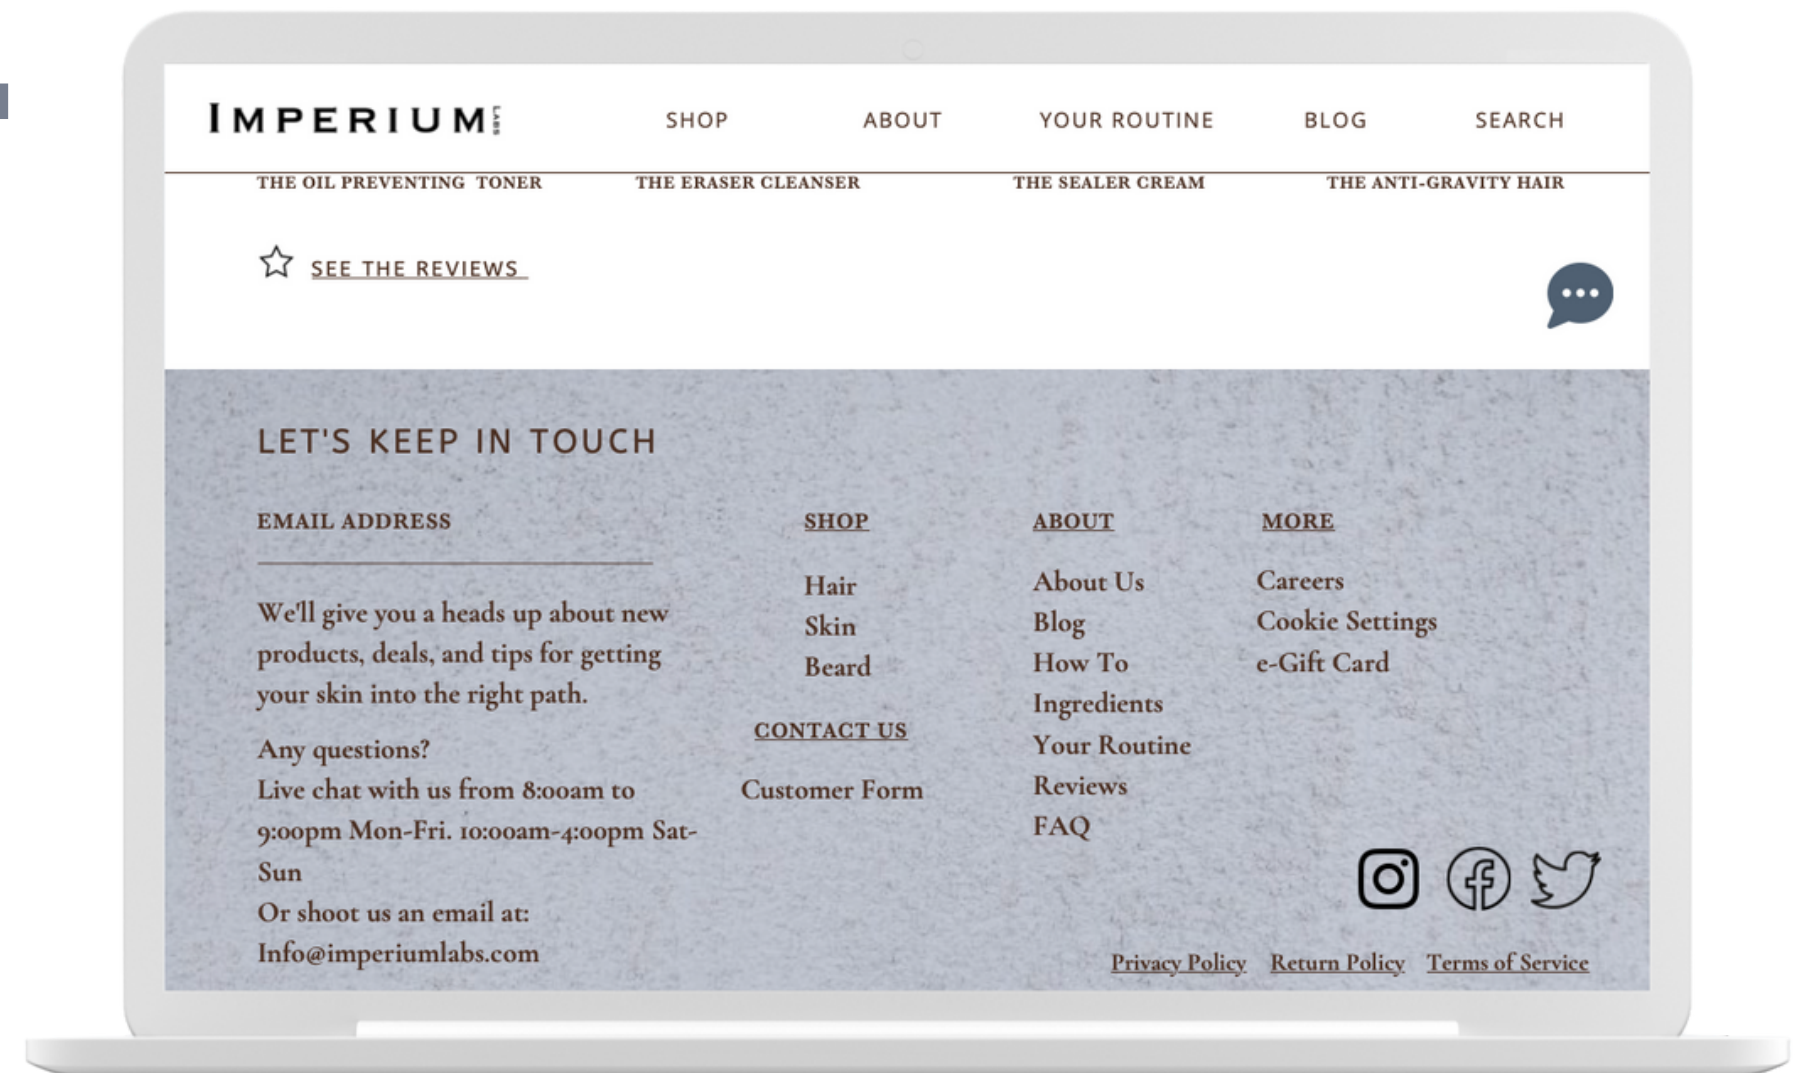 IMPERIUM LABS
SHOP
ABOUT
YOUR ROUTINE
BLOG
SEARCH
THE OIL PREVENTING TONER
THE ERASER CLEANSER
THE SEALER CREAM
THE ANTI-GRAVITY HAIR
SEE THE REVIEWS
LET'S KEEP IN TOUCH
EMAIL ADDRESS
We'll give you a heads up about new
products, deals, and tips for getting
your skin into the right path.
Any questions?
Live chat with us from 8:00am to
9:00pm Mon-Fri. 10:00am-4:00pm Sat-
Sun
Or shoot us an email at:
Info@imperiumlabs.com
SHOP
Hair
Skin
Beard
CONTACT US
Customer Form
ABOUT
About Us
Blog
How To
Ingredients
Your Routine
Reviews
FAQ
MORE
Careers
Cookie Settings
e-Gift Card
Privacy Policy
Return Policy
Terms of Service